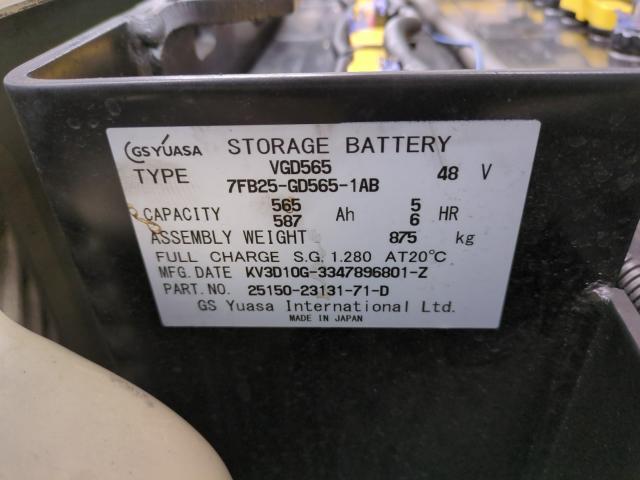 GS YUASA STORAGE BATTERY
TYPE VGD565 48 V
7FB25-GD565-1AB
CAPACITY 565 Ah 5 HR
587 6
ASSEMBLY WEIGHT 875 kg
FULL CHARGE S.G. 1.280 AT20°C
MFG. DATE KV3D10G-3347896801-Z
PART.NO. 25150-23131-71-D
GS Yuasa International Ltd.
MADE IN JAPAN